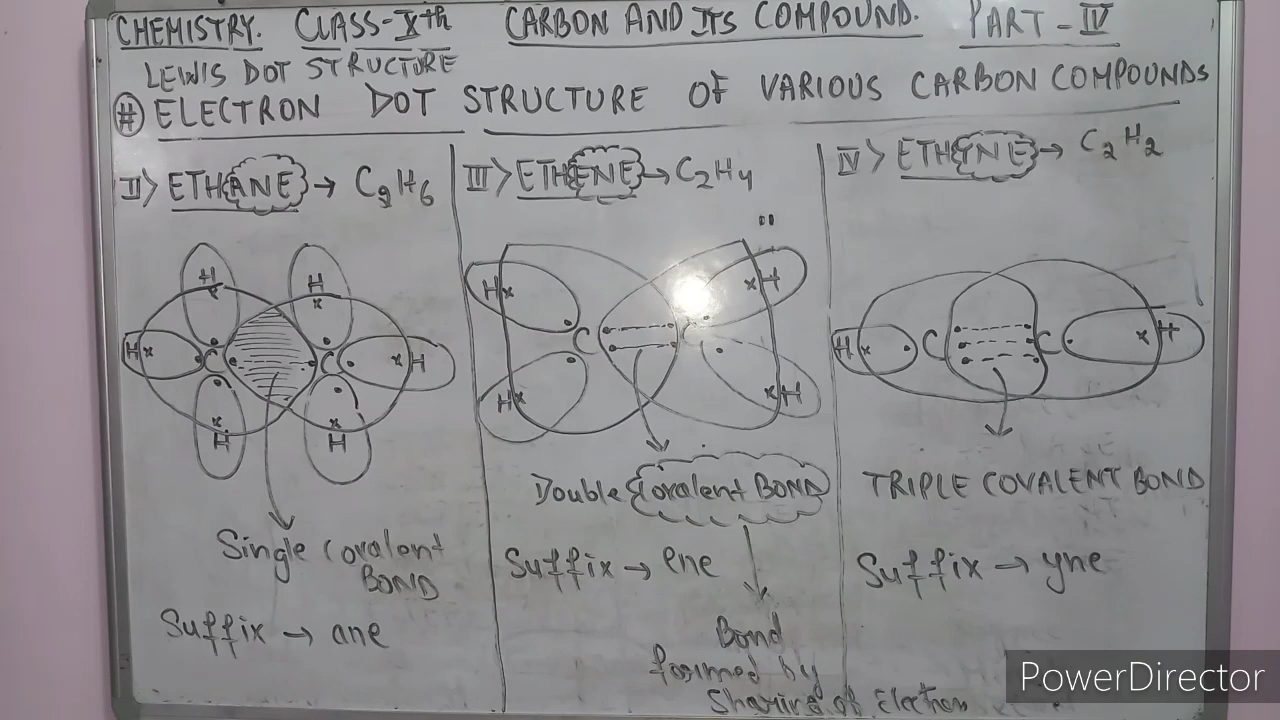 CHEMISTRY. CLASS-Xth CARBON AND ITS COMPOUND. PART-IV
LEWIS DOT STRUCTURE
# ELECTRON DOT STRUCTURE OF VARIOUS CARBON COMPOUNDS
II> ETHANE → C2H6
H H
H C C H
H H
Single Covalent
BOND
Suffix → ane
III> ETHENE → C2H4
H H
C C
H H
Double Covalent BOND
Suffix → ene
Bond
formed by
Sharing of Electron
IV> ETHYNE → C2H2
H C C H
TRIPLE COVALENT BOND
Suffix → yne
PowerDirector